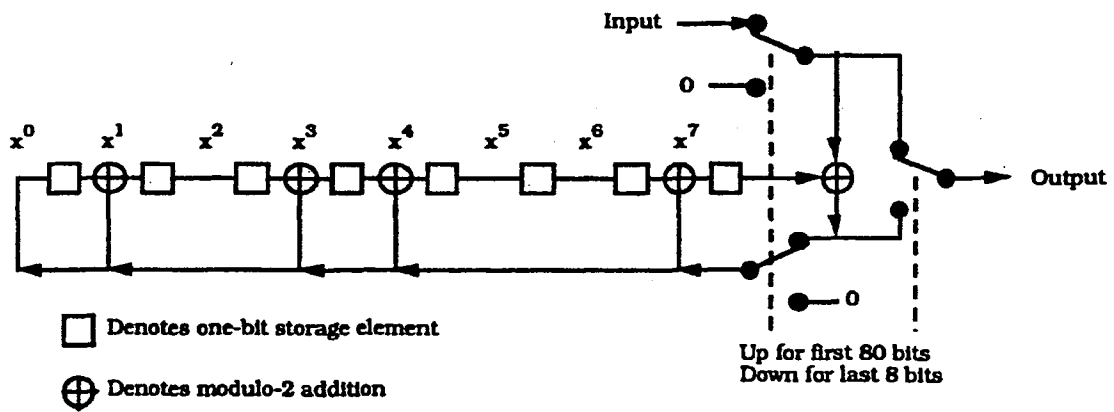 Input
0
x⁰ x¹ x² x³ x⁴ x⁵ x⁶ x⁷
Output
0
Denotes one-bit storage element
Denotes modulo-2 addition
Up for first 80 bits
Down for last 8 bits